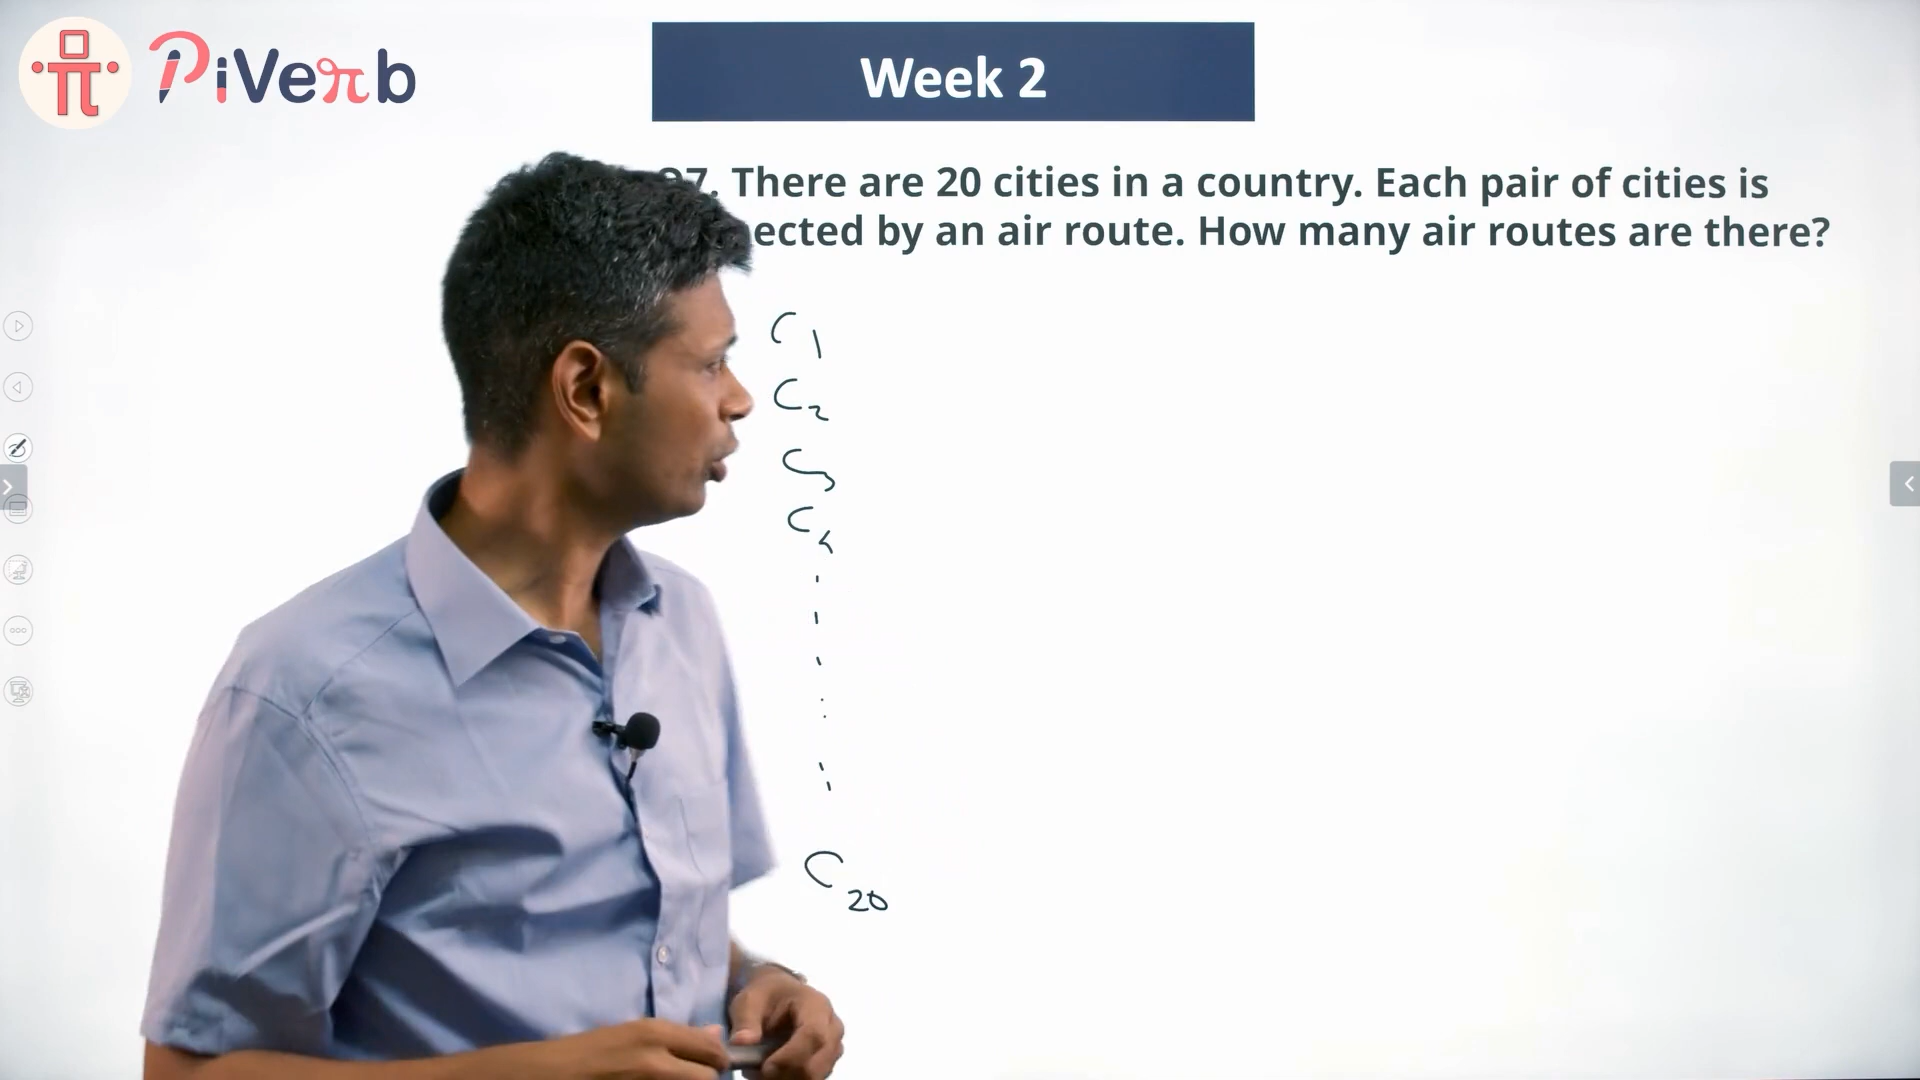 PiVerb
Week 2
Q7. There are 20 cities in a country. Each pair of cities is
by an air route. How many air routes are there?
C1
C2
C3
C4
C20